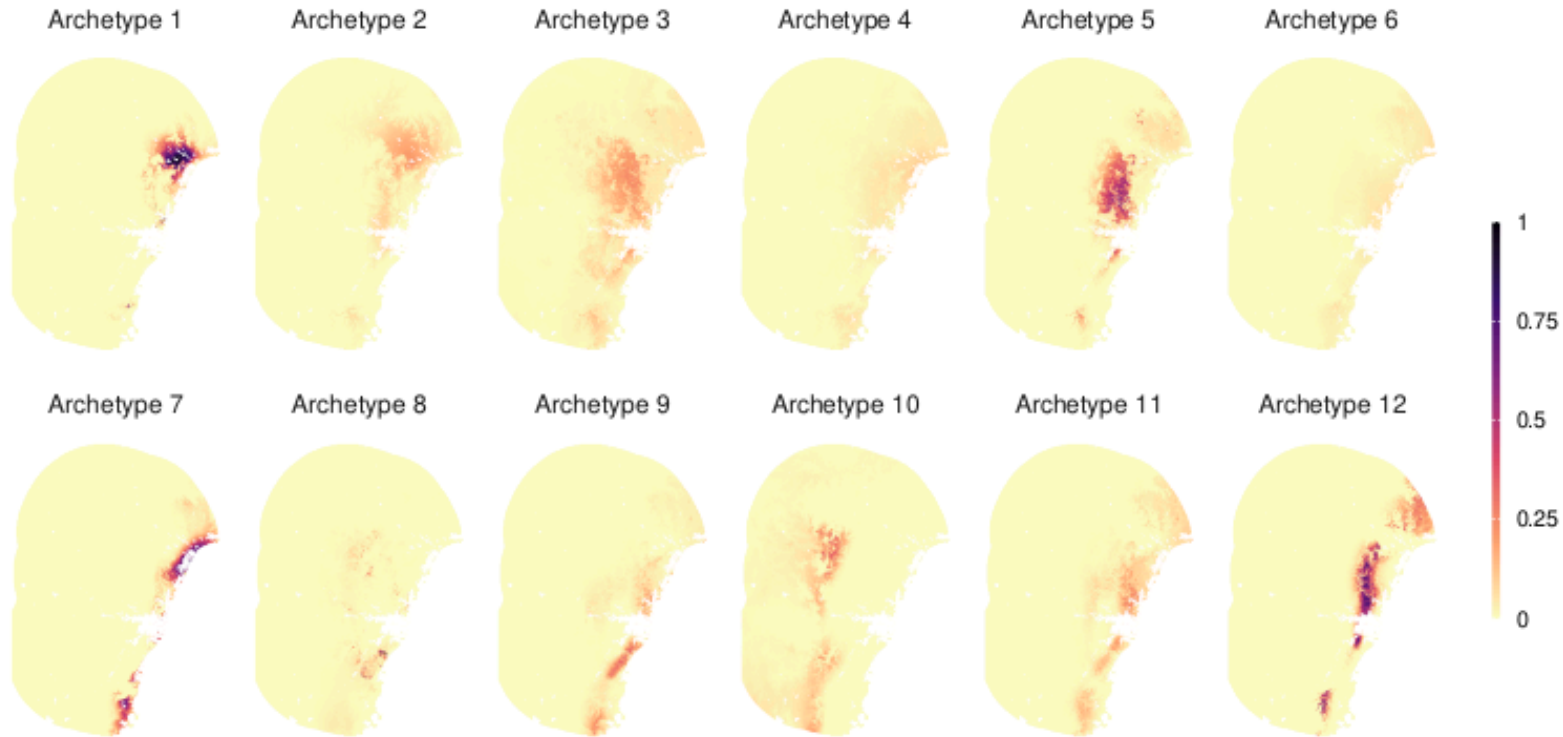 Archetype 1
Archetype 2
Archetype 3
Archetype 4
Archetype 5
Archetype 6
Archetype 7
Archetype 8
Archetype 9
Archetype 10
Archetype 11
Archetype 12
1
0.75
0.5
0.25
0